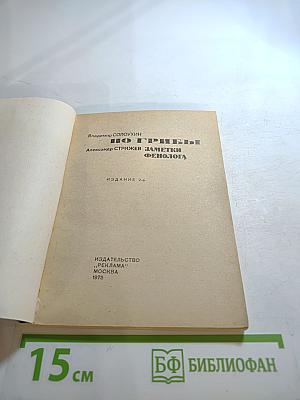 Владимир СОЛОУХИН
ПО ГРИБЫ
Александр СТРИЖЕВ ЗАМЕТКИ
ФЕНОЛОГА
ИЗДАНИЕ 2-е
ИЗДАТЕЛЬСТВО
„РЕКЛАМА"
МОСКВА
1975
15 см
БФ БИБЛИОФАН